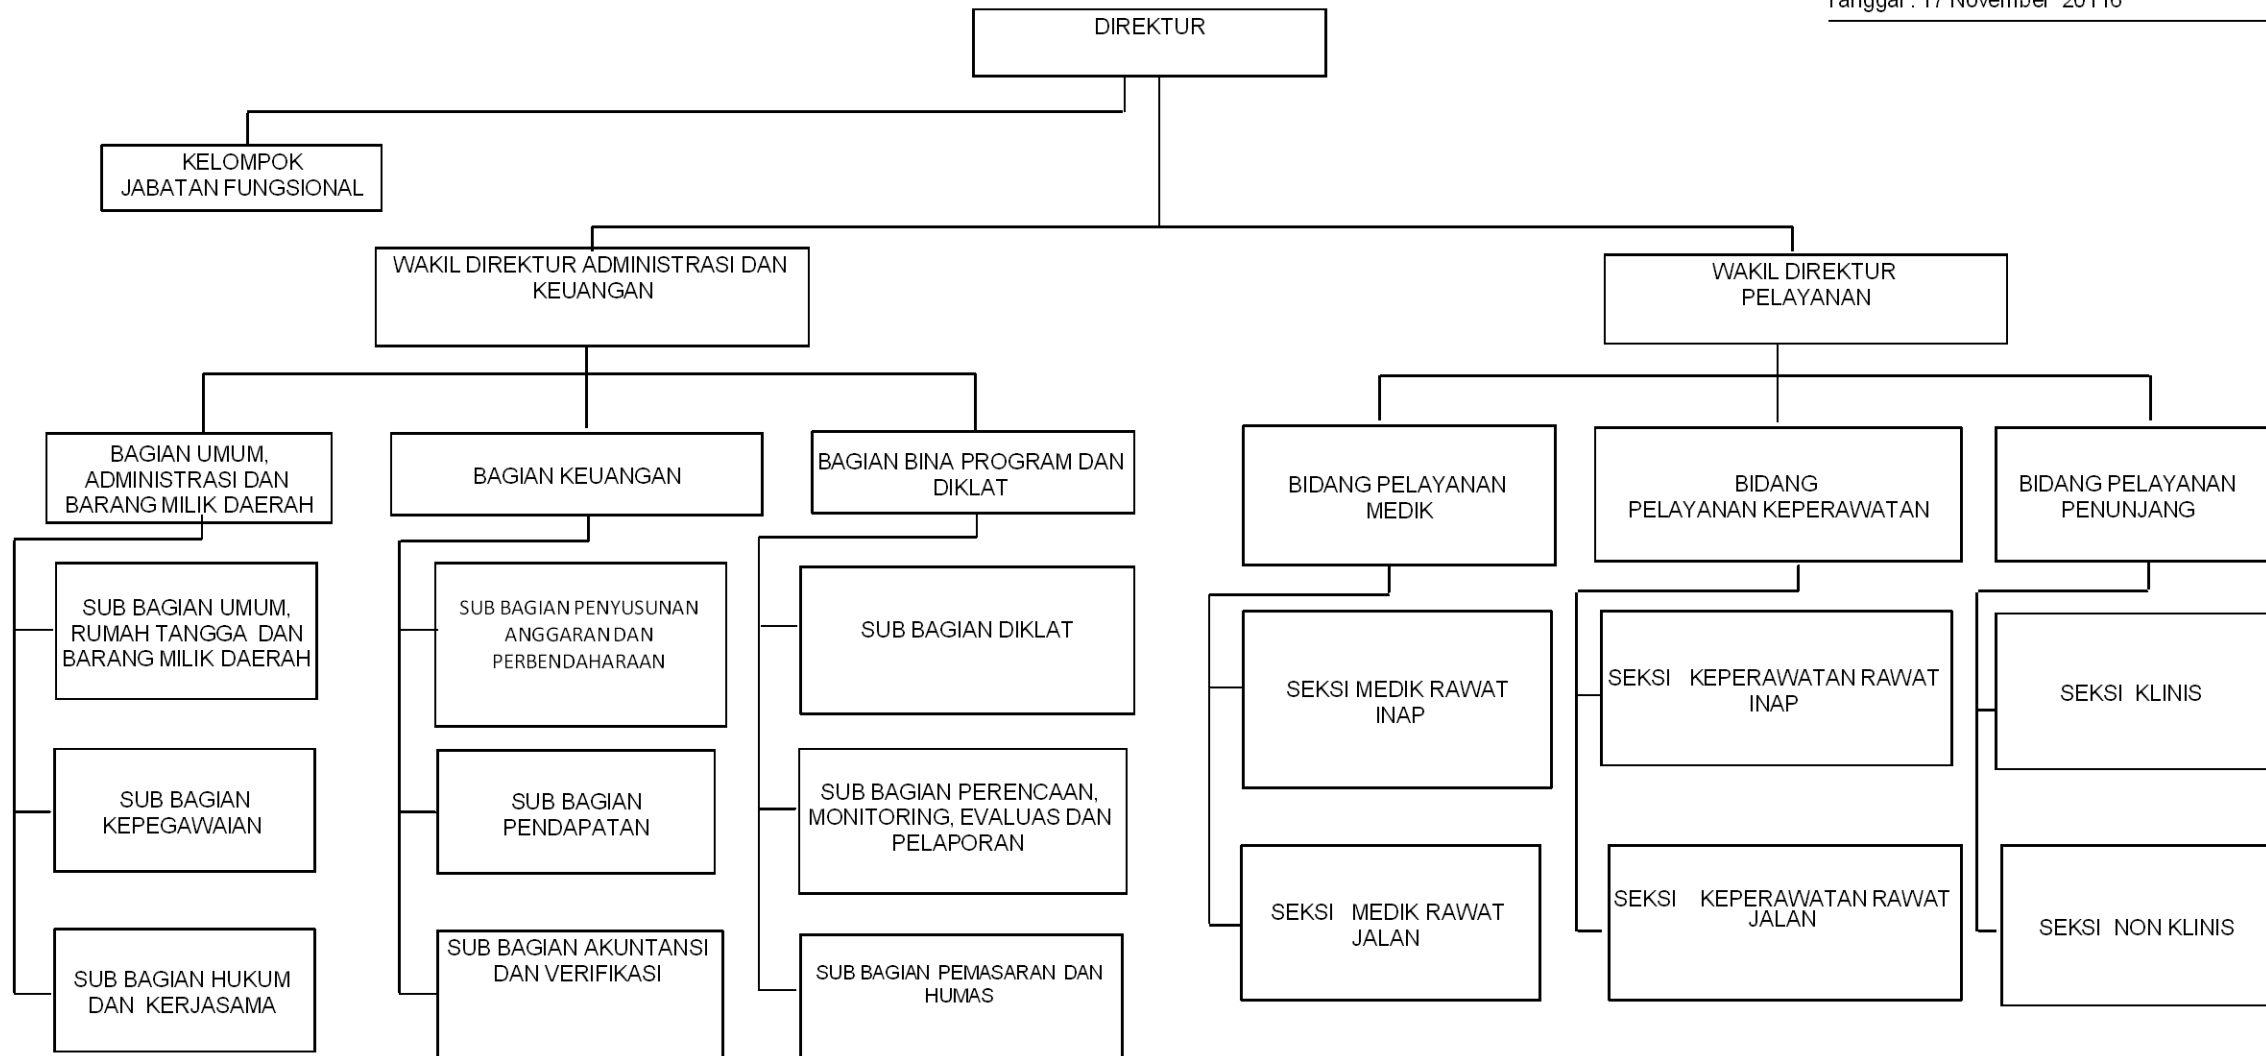 Tanggal : 17 November 20116
DIREKTUR
KELOMPOK
JABATAN FUNGSIONAL
WAKIL DIREKTUR ADMINISTRASI DAN
KEUANGAN
WAKIL DIREKTUR
PELAYANAN
BAGIAN UMUM,
ADMINISTRASI DAN
BARANG MILIK DAERAH
BAGIAN KEUANGAN
BAGIAN BINA PROGRAM DAN
DIKLAT
BIDANG PELAYANAN
MEDIK
BIDANG
PELAYANAN KEPERAWATAN
BIDANG PELAYANAN
PENUNJANG
SUB BAGIAN UMUM,
RUMAH TANGGA DAN
BARANG MILIK DAERAH
SUB BAGIAN PENYUSUNAN
ANGGARAN DAN
PERBENDAHARAAN
SUB BAGIAN DIKLAT
SEKSI MEDIK RAWAT
INAP
SEKSI KEPERAWATAN RAWAT
INAP
SEKSI KLINIS
SUB BAGIAN
KEPEGAWAIAN
SUB BAGIAN
PENDAPATAN
SUB BAGIAN PERENCAAN,
MONITORING, EVALUAS DAN
PELAPORAN
SEKSI MEDIK RAWAT
JALAN
SEKSI KEPERAWATAN RAWAT
JALAN
SEKSI NON KLINIS
SUB BAGIAN HUKUM
DAN KERJASAMA
SUB BAGIAN AKUNTANSI
DAN VERIFIKASI
SUB BAGIAN PEMASARAN DAN
HUMAS